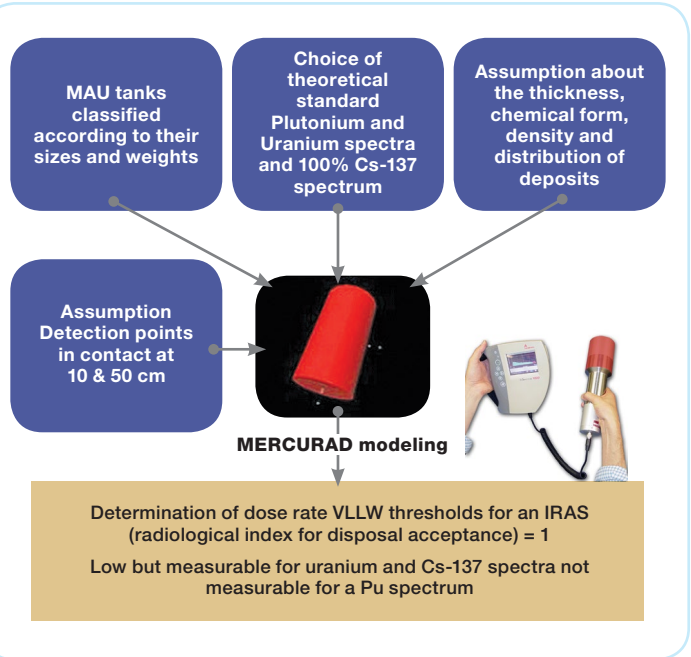 MAU tanks
classified
according to their
sizes and weights
Choice of
theoretical
standard
Plutonium and
Uranium spectra
and 100% Cs-137
spectrum
Assumption about
the thickness,
chemical form,
density and
distribution of
deposits
Assumption
Detection points
in contact at
10 & 50 cm
MERCURAD modeling
Determination of dose rate VLLW thresholds for an IRAS
(radiological index for disposal acceptance) = 1
Low but measurable for uranium and Cs-137 spectra not
measurable for a Pu spectrum